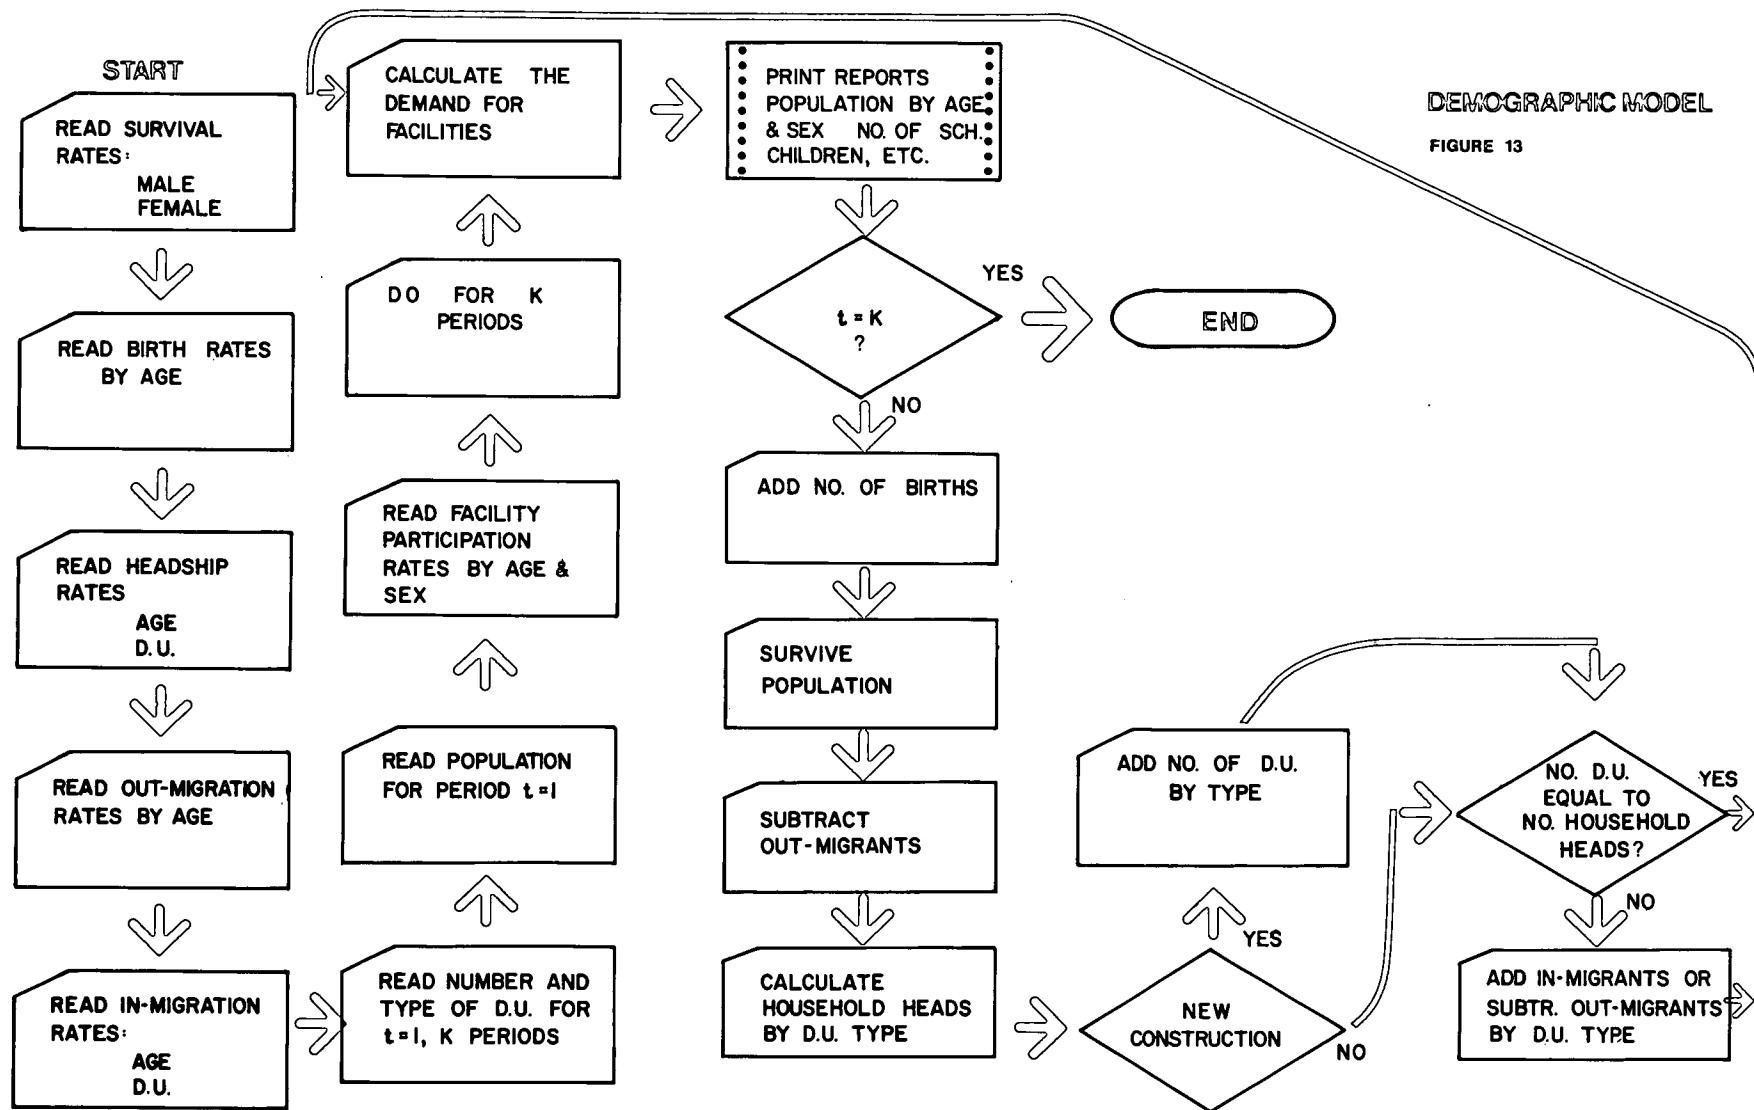 START
READ SURVIVAL
RATES:
MALE
FEMALE
READ BIRTH RATES
BY AGE
READ HEADSHIP
RATES
AGE
D.U.
READ OUT-MIGRATION
RATES BY AGE
READ IN-MIGRATION
RATES:
AGE
D.U.
READ NUMBER AND
TYPE OF D.U. FOR
t=1, K PERIODS
READ POPULATION
FOR PERIOD t=1
READ FACILITY
PARTICIPATION
RATES BY AGE &
SEX
DO FOR K
PERIODS
CALCULATE THE
DEMAND FOR
FACILITIES
PRINT REPORTS
POPULATION BY AGE
& SEX NO. OF SCH.
CHILDREN, ETC.
t = K
?
YES
END
NO
ADD NO. OF BIRTHS
SURVIVE
POPULATION
SUBTRACT
OUT-MIGRANTS
CALCULATE
HOUSEHOLD HEADS
BY D.U. TYPE
NEW
CONSTRUCTION
YES
NO
ADD NO. OF D.U.
BY TYPE
NO. D.U.
EQUAL TO
NO. HOUSEHOLD
HEADS?
YES
NO
ADD IN-MIGRANTS OR
SUBTR. OUT-MIGRANTS
BY D.U. TYPE
DEMOGRAPHIC MODEL
FIGURE 13